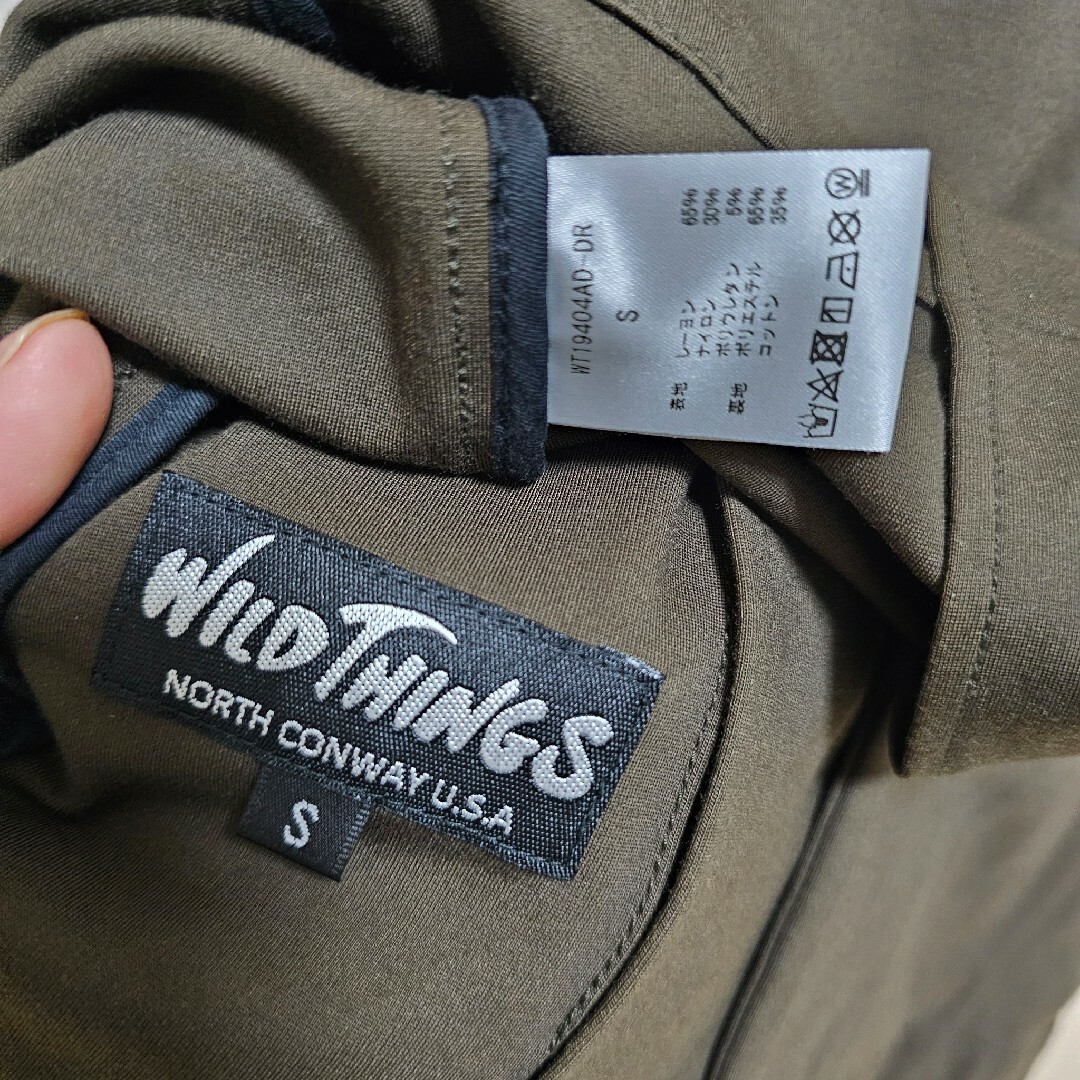 WILD THINGS
NORTH CONWAY U.S.A
S
WT19404AD-DR
S
表地 レーヨン 65%
ナイロン 30%
ポリウレタン 5%
裏地 ポリエステル 65%
コットン 35%
W